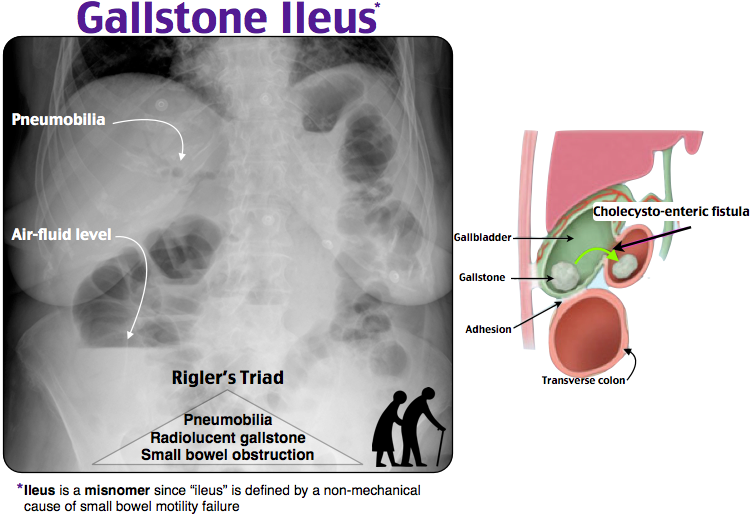 Gallstone Ileus*
Pneumobilia
Air-fluid level
Rigler's Triad
Pneumobilia
Radiolucent gallstone
Small bowel obstruction
Cholecysto-enteric fistula
Gallbladder
Gallstone
Adhesion
Transverse colon
*Ileus is a misnomer since “ileus” is defined by a non-mechanical
cause of small bowel motility failure